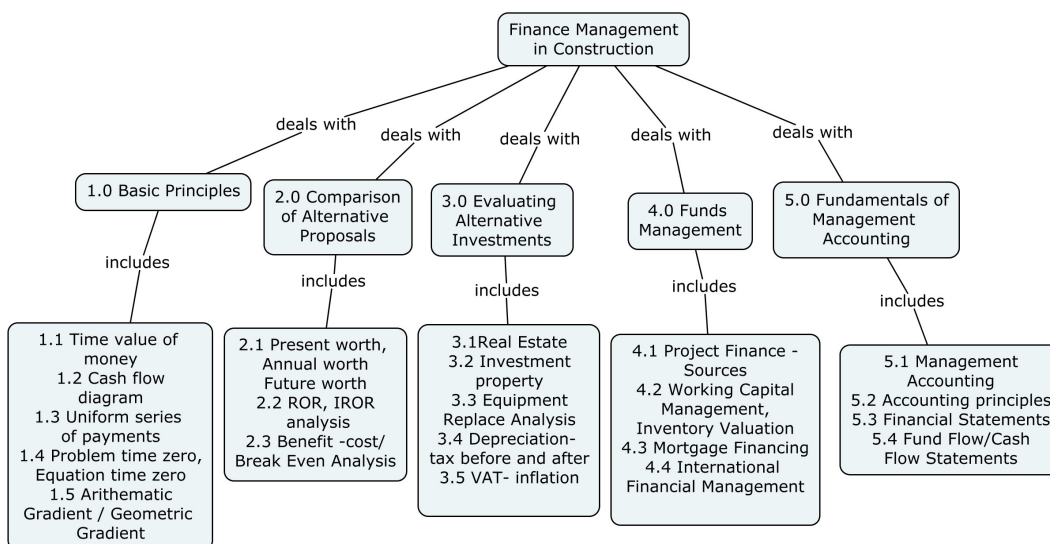 Finance Management
in Construction
deals with
deals with
deals with
deals with
deals with
1.0 Basic Principles
2.0 Comparison
of Alternative
Proposals
3.0 Evaluating
Alternative
Investments
4.0 Funds
Management
5.0 Fundamentals of
Management
Accounting
includes
includes
includes
includes
includes
1.1 Time value of
money
1.2 Cash flow
diagram
1.3 Uniform series
of payments
1.4 Problem time zero,
Equation time zero
1.5 Arithematic
Gradient / Geometric
Gradient
2.1 Present worth,
Annual worth
Future worth
2.2 ROR, IROR
analysis
2.3 Benefit -cost/
Break Even Analysis
3.1Real Estate
3.2 Investment
property
3.3 Equipment
Replace Analysis
3.4 Depreciation-
tax before and after
3.5 VAT- inflation
4.1 Project Finance -
Sources
4.2 Working Capital
Management,
Inventory Valuation
4.3 Mortgage Financing
4.4 International
Financial Management
5.1 Management
Accounting
5.2 Accounting principles
5.3 Financial Statements
5.4 Fund Flow/Cash
Flow Statements